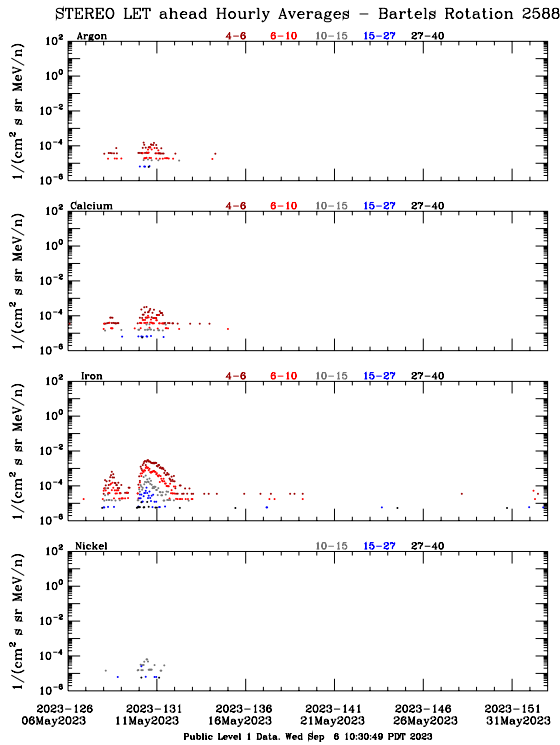 STEREO LET ahead Hourly Averages – Bartels Rotation 2588
Argon 4–6 6–10 10–15 15–27 27–40
10² 10⁰ 10⁻² 10⁻⁴ 10⁻⁶
1/(cm² s sr MeV/n)
Calcium 4–6 6–10 10–15 15–27 27–40
10² 10⁰ 10⁻² 10⁻⁴ 10⁻⁶
1/(cm² s sr MeV/n)
Iron 4–6 6–10 10–15 15–27 27–40
10² 10⁰ 10⁻² 10⁻⁴ 10⁻⁶
1/(cm² s sr MeV/n)
Nickel 10–15 15–27 27–40
10² 10⁰ 10⁻² 10⁻⁴ 10⁻⁶
1/(cm² s sr MeV/n)
2023–126 2023–131 2023–136 2023–141 2023–146 2023–151
06May2023 11May2023 16May2023 21May2023 26May2023 31May2023
Public Level 1 Data. Wed Sep 6 10:30:49 PDT 2023